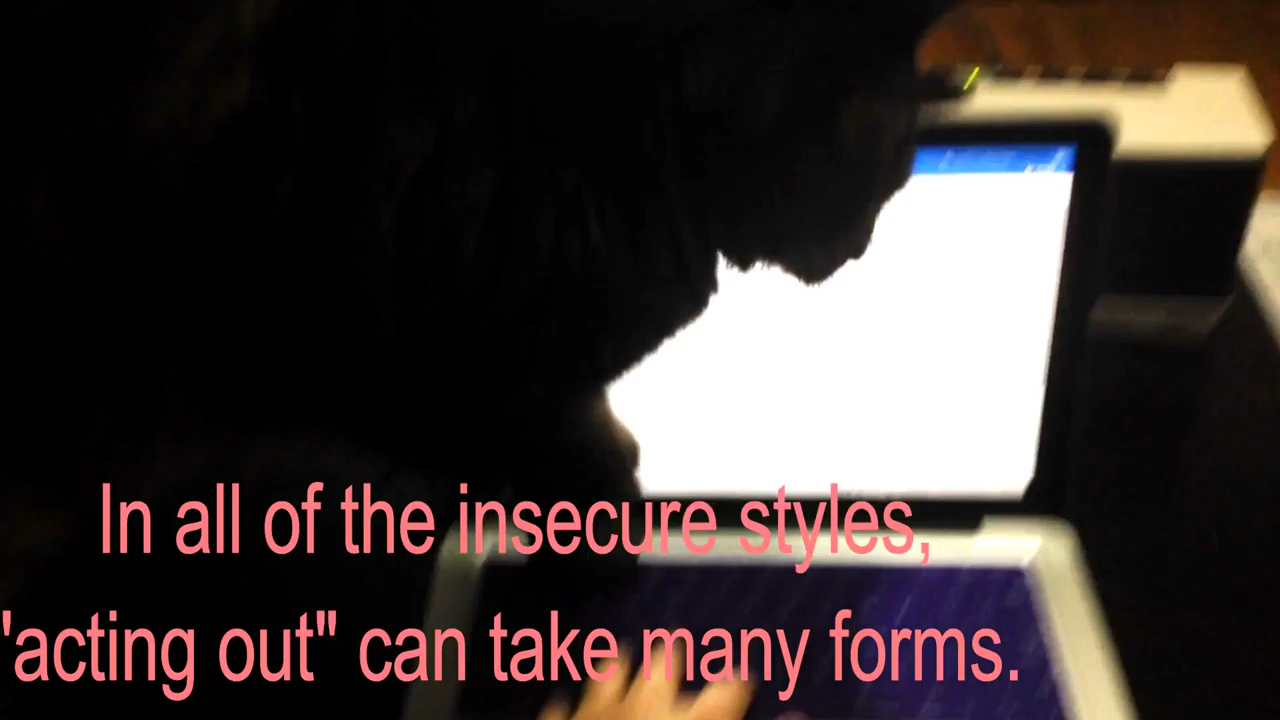 In all of the insecure styles,
"acting out" can take many forms.